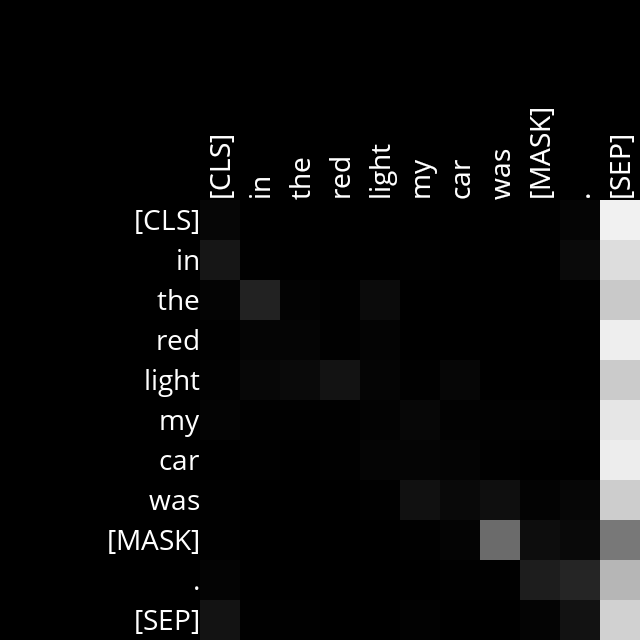 [CLS] in the red light my car was [MASK] . [SEP]
[CLS]
in
the
red
light
my
car
was
[MASK]
.
[SEP]